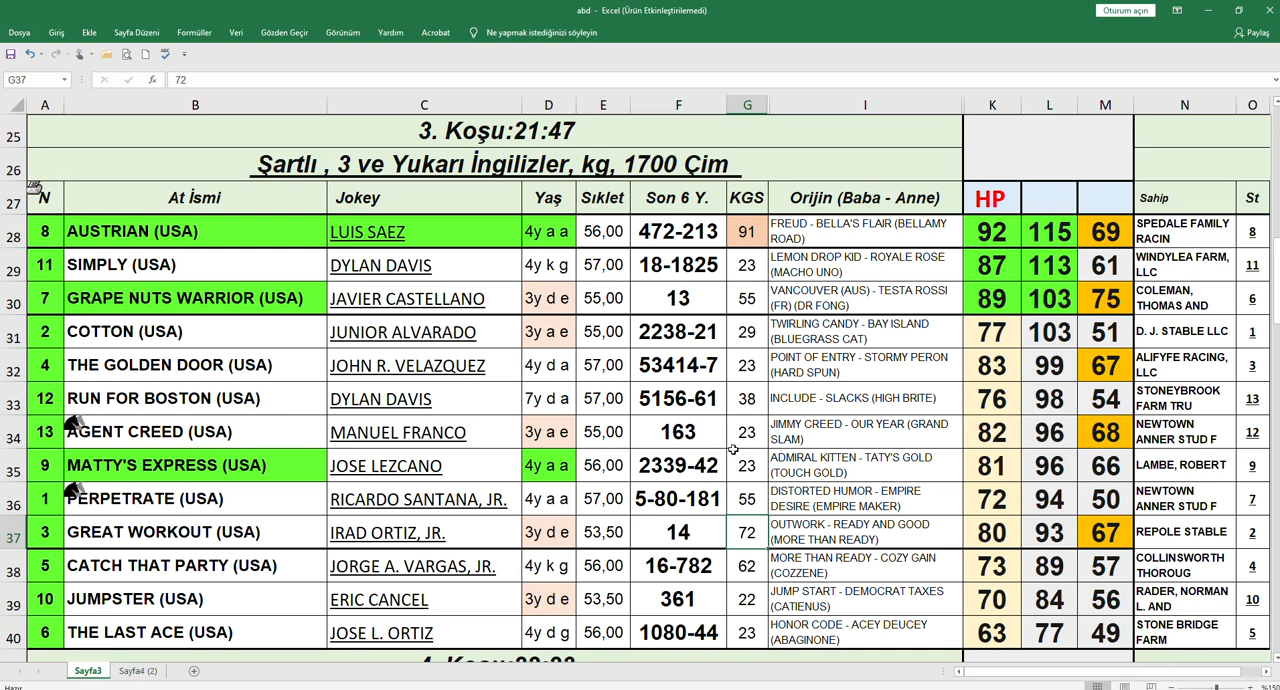 abd - Excel (Ürün Etkinleştirilemedi)
Oturum açın
Dosya Giriş Ekle Sayfa Düzeni Formüller Veri Gözden Geçir Görünüm Yardım Acrobat Ne yapmak istediğinizi söyleyin Paylaş
G37 fx 72
A B C D E F G I K L M N O
25 3. Koşu:21:47
26 Şartlı , 3 ve Yukarı İngilizler, kg, 1700 Çim
27 N At İsmi Jokey Yaş Sıklet Son 6 Y. KGS Orijin (Baba - Anne) HP Sahip St
28 8 AUSTRIAN (USA) LUIS SAEZ 4y a a 56,00 472-213 91 FREUD - BELLA'S FLAIR (BELLAMY ROAD) 92 115 69 SPEDALE FAMILY RACIN 8
29 11 SIMPLY (USA) DYLAN DAVIS 4y k g 57,00 18-1825 23 LEMON DROP KID - ROYALE ROSE (MACHO UNO) 87 113 61 WINDYLEA FARM, LLC 11
30 7 GRAPE NUTS WARRIOR (USA) JAVIER CASTELLANO 3y d e 55,00 13 55 VANCOUVER (AUS) - TESTA ROSSI (FR) (DR FONG) 89 103 75 COLEMAN, THOMAS AND 6
31 2 COTTON (USA) JUNIOR ALVARADO 3y a e 55,00 2238-21 29 TWIRLING CANDY - BAY ISLAND (BLUEGRASS CAT) 77 103 51 D. J. STABLE LLC 1
32 4 THE GOLDEN DOOR (USA) JOHN R. VELAZQUEZ 4y d a 57,00 53414-7 23 POINT OF ENTRY - STORMY PERON (HARD SPUN) 83 99 67 ALIFYFE RACING, LLC 3
33 12 RUN FOR BOSTON (USA) DYLAN DAVIS 7y d a 57,00 5156-61 38 INCLUDE - SLACKS (HIGH BRITE) 76 98 54 STONEYBROOK FARM TRU 13
34 13 AGENT CREED (USA) MANUEL FRANCO 3y a e 55,00 163 23 JIMMY CREED - OUR YEAR (GRAND SLAM) 82 96 68 NEWTOWN ANNER STUD F 12
35 9 MATTY'S EXPRESS (USA) JOSE LEZCANO 4y a a 56,00 2339-42 23 ADMIRAL KITTEN - TATY'S GOLD (TOUCH GOLD) 81 96 66 LAMBE, ROBERT 9
36 1 PERPETRATE (USA) RICARDO SANTANA, JR. 4y a a 57,00 5-80-181 55 DISTORTED HUMOR - EMPIRE DESIRE (EMPIRE MAKER) 72 94 50 NEWTOWN ANNER STUD F 7
37 3 GREAT WORKOUT (USA) IRAD ORTIZ, JR. 3y d e 53,50 14 72 OUTWORK - READY AND GOOD (MORE THAN READY) 80 93 67 REPOLE STABLE 2
38 5 CATCH THAT PARTY (USA) JORGE A. VARGAS, JR. 4y k g 56,00 16-782 62 MORE THAN READY - COZY GAIN (COZZENE) 73 89 57 COLLINSWORTH THOROUG 4
39 10 JUMPSTER (USA) ERIC CANCEL 3y d e 53,50 361 22 JUMP START - DEMOCRAT TAXES (CATIENUS) 70 84 56 RADER, NORMAN L. AND 10
40 6 THE LAST ACE (USA) JOSE L. ORTIZ 4y d g 56,00 1080-44 23 HONOR CODE - ACEY DEUCEY (ABAGINONE) 63 77 49 STONE BRIDGE FARM 5
Sayfa3 Sayfa4 (2)
Hazır %150